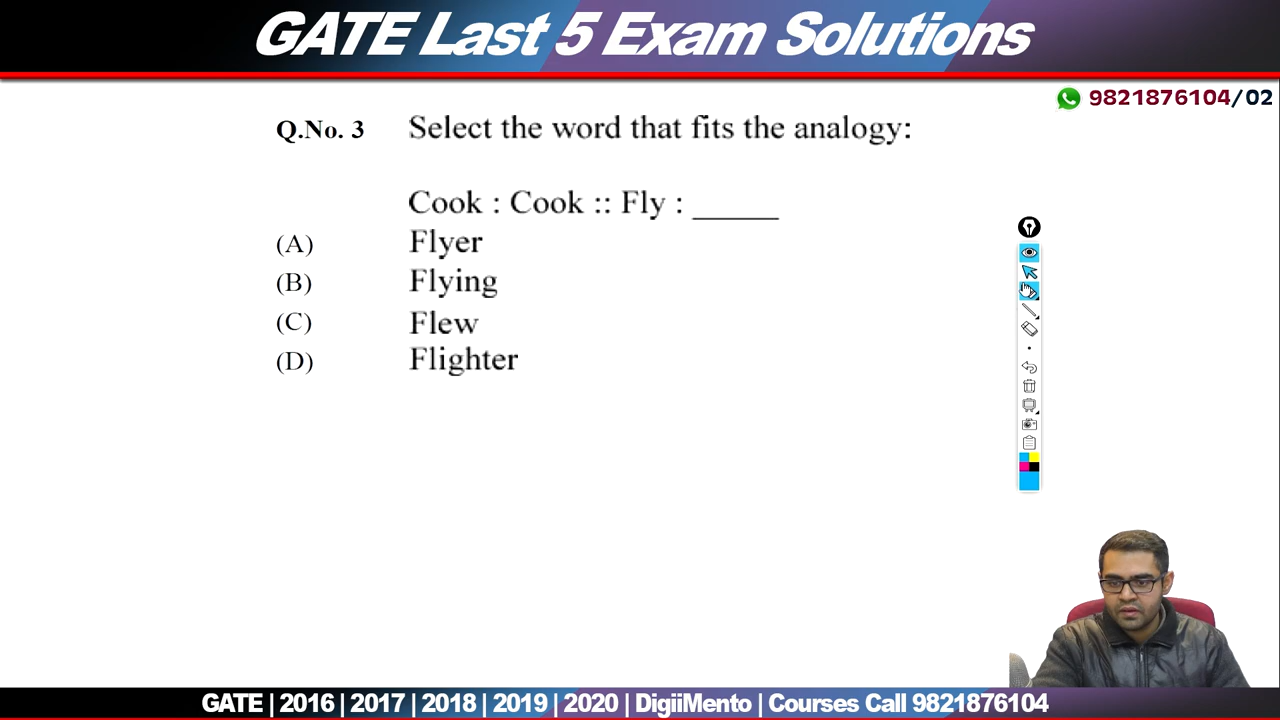 GATE Last 5 Exam Solutions
9821876104/02
Q.No. 3 Select the word that fits the analogy:
Cook : Cook :: Fly : _____
(A) Flyer
(B) Flying
(C) Flew
(D) Flighter
GATE | 2016 | 2017 | 2018 | 2019 | 2020 | DigiiMento | Courses Call 9821876104